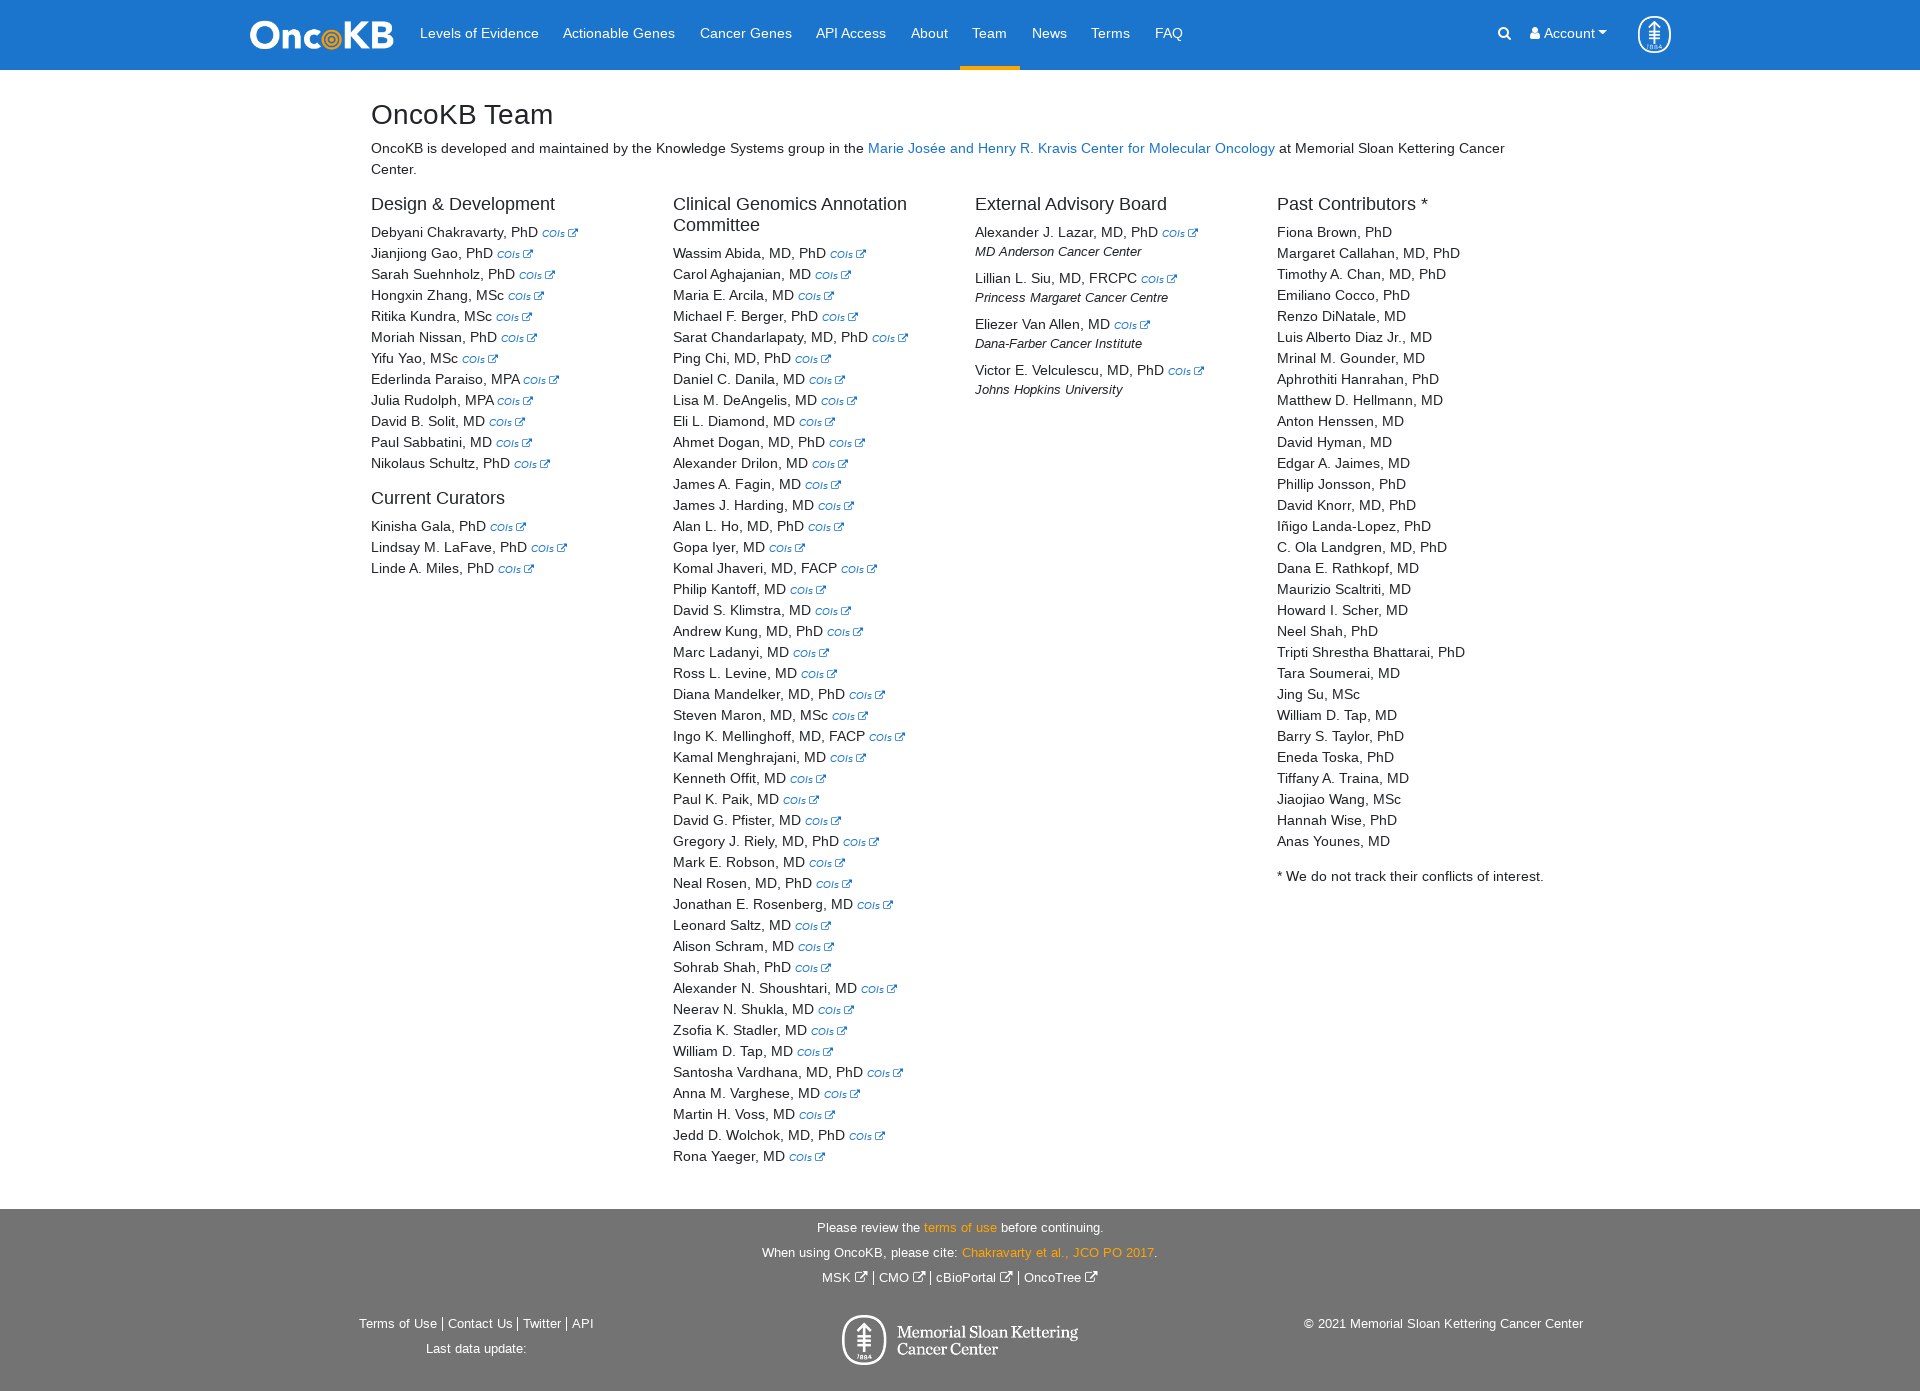 OncoKB Levels of Evidence Actionable Genes Cancer Genes API Access About Team News Terms FAQ Account
OncoKB Team
OncoKB is developed and maintained by the Knowledge Systems group in the Marie Josée and Henry R. Kravis Center for Molecular Oncology at Memorial Sloan Kettering Cancer
Center.
Design & Development
Debyani Chakravarty, PhD COIs
Jianjiong Gao, PhD COIs
Sarah Suehnholz, PhD COIs
Hongxin Zhang, MSc COIs
Ritika Kundra, MSc COIs
Moriah Nissan, PhD COIs
Yifu Yao, MSc COIs
Ederlinda Paraiso, MPA COIs
Julia Rudolph, MPA COIs
David B. Solit, MD COIs
Paul Sabbatini, MD COIs
Nikolaus Schultz, PhD COIs
Current Curators
Kinisha Gala, PhD COIs
Lindsay M. LaFave, PhD COIs
Linde A. Miles, PhD COIs
Clinical Genomics Annotation
Committee
Wassim Abida, MD, PhD COIs
Carol Aghajanian, MD COIs
Maria E. Arcila, MD COIs
Michael F. Berger, PhD COIs
Sarat Chandarlapaty, MD, PhD COIs
Ping Chi, MD, PhD COIs
Daniel C. Danila, MD COIs
Lisa M. DeAngelis, MD COIs
Eli L. Diamond, MD COIs
Ahmet Dogan, MD, PhD COIs
Alexander Drilon, MD COIs
James A. Fagin, MD COIs
James J. Harding, MD COIs
Alan L. Ho, MD, PhD COIs
Gopa Iyer, MD COIs
Komal Jhaveri, MD, FACP COIs
Philip Kantoff, MD COIs
David S. Klimstra, MD COIs
Andrew Kung, MD, PhD COIs
Marc Ladanyi, MD COIs
Ross L. Levine, MD COIs
Diana Mandelker, MD, PhD COIs
Steven Maron, MD, MSc COIs
Ingo K. Mellinghoff, MD, FACP COIs
Kamal Menghrajani, MD COIs
Kenneth Offit, MD COIs
Paul K. Paik, MD COIs
David G. Pfister, MD COIs
Gregory J. Riely, MD, PhD COIs
Mark E. Robson, MD COIs
Neal Rosen, MD, PhD COIs
Jonathan E. Rosenberg, MD COIs
Leonard Saltz, MD COIs
Alison Schram, MD COIs
Sohrab Shah, PhD COIs
Alexander N. Shoushtari, MD COIs
Neerav N. Shukla, MD COIs
Zsofia K. Stadler, MD COIs
William D. Tap, MD COIs
Santosha Vardhana, MD, PhD COIs
Anna M. Varghese, MD COIs
Martin H. Voss, MD COIs
Jedd D. Wolchok, MD, PhD COIs
Rona Yaeger, MD COIs
External Advisory Board
Alexander J. Lazar, MD, PhD COIs
MD Anderson Cancer Center
Lillian L. Siu, MD, FRCPC COIs
Princess Margaret Cancer Centre
Eliezer Van Allen, MD COIs
Dana-Farber Cancer Institute
Victor E. Velculescu, MD, PhD COIs
Johns Hopkins University
Past Contributors *
Fiona Brown, PhD
Margaret Callahan, MD, PhD
Timothy A. Chan, MD, PhD
Emiliano Cocco, PhD
Renzo DiNatale, MD
Luis Alberto Diaz Jr., MD
Mrinal M. Gounder, MD
Aphrothiti Hanrahan, PhD
Matthew D. Hellmann, MD
Anton Henssen, MD
David Hyman, MD
Edgar A. Jaimes, MD
Phillip Jonsson, PhD
David Knorr, MD, PhD
Iñigo Landa-Lopez, PhD
C. Ola Landgren, MD, PhD
Dana E. Rathkopf, MD
Maurizio Scaltriti, MD
Howard I. Scher, MD
Neel Shah, PhD
Tripti Shrestha Bhattarai, PhD
Tara Soumerai, MD
Jing Su, MSc
William D. Tap, MD
Barry S. Taylor, PhD
Eneda Toska, PhD
Tiffany A. Traina, MD
Jiaojiao Wang, MSc
Hannah Wise, PhD
Anas Younes, MD
* We do not track their conflicts of interest.
Please review the terms of use before continuing.
When using OncoKB, please cite: Chakravarty et al., JCO PO 2017.
MSK | CMO | cBioPortal | OncoTree
Terms of Use | Contact Us | Twitter | API
Last data update:
1884
Memorial Sloan Kettering
Cancer Center
© 2021 Memorial Sloan Kettering Cancer Center